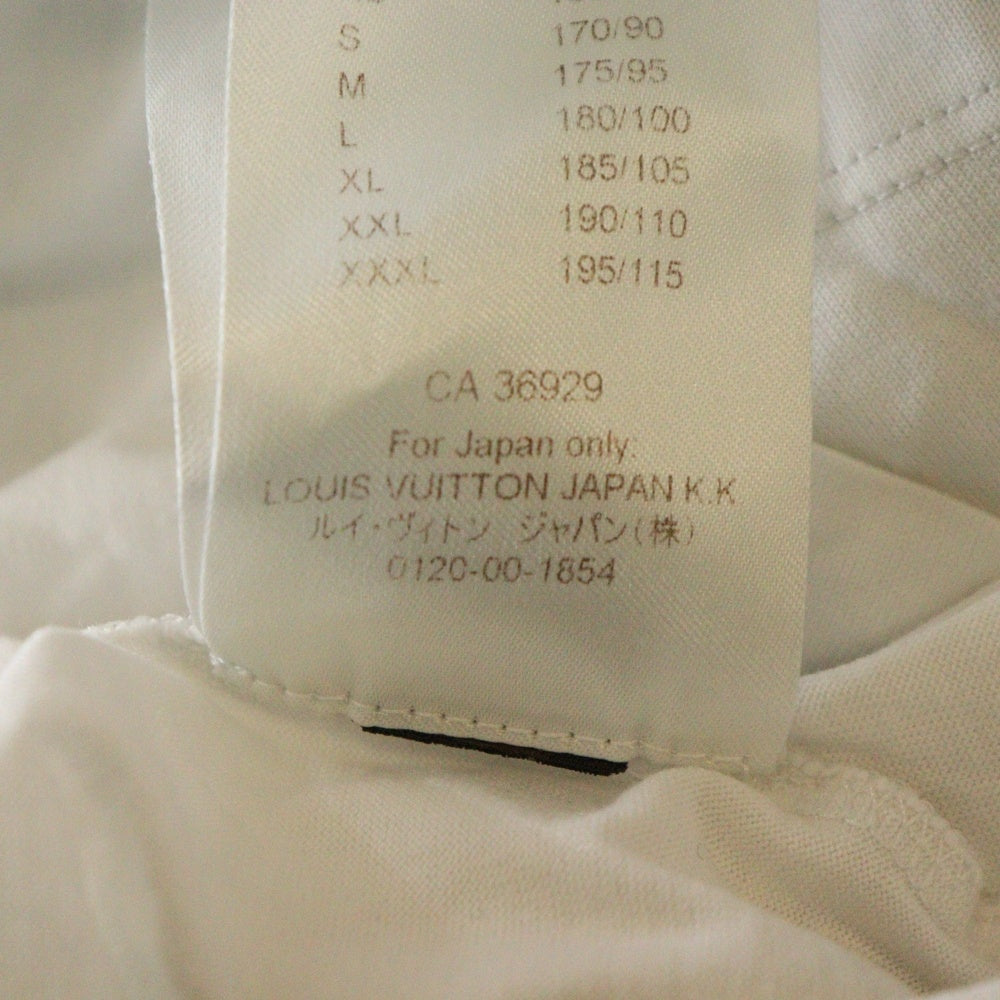 S 170/90
M 175/95
L 180/100
XL 185/105
XXL 190/110
XXXL 195/115
CA 36929
For Japan only:
LOUIS VUITTON JAPAN K.K
ルイ・ヴィトン ジャパン(株)
0120-00-1854